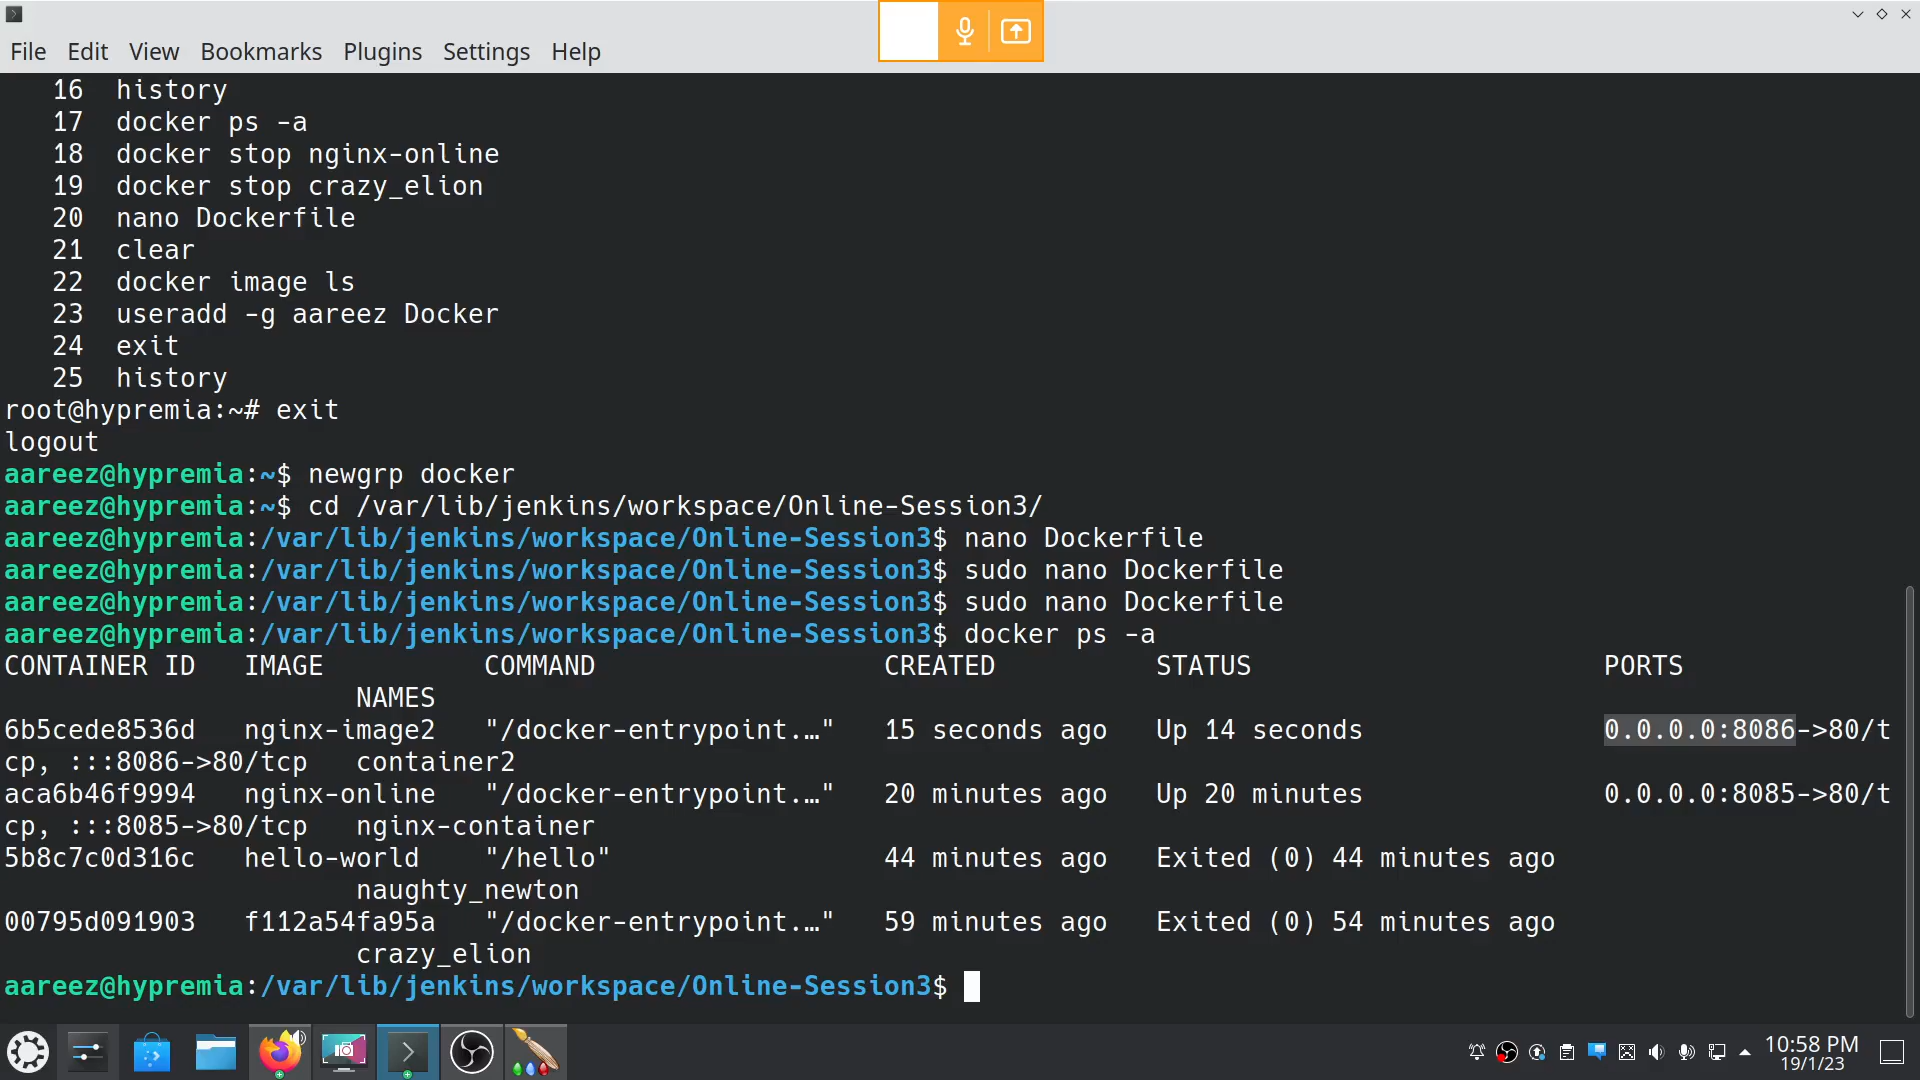 File Edit View Bookmarks Plugins Settings Help
16 history
17 docker ps -a
18 docker stop nginx-online
19 docker stop crazy_elion
20 nano Dockerfile
21 clear
22 docker image ls
23 useradd -g aareez Docker
24 exit
25 history
root@hypremia:~# exit
logout
aareez@hypremia:~$ newgrp docker
aareez@hypremia:~$ cd /var/lib/jenkins/workspace/Online-Session3/
aareez@hypremia:/var/lib/jenkins/workspace/Online-Session3$ nano Dockerfile
aareez@hypremia:/var/lib/jenkins/workspace/Online-Session3$ sudo nano Dockerfile
aareez@hypremia:/var/lib/jenkins/workspace/Online-Session3$ sudo nano Dockerfile
aareez@hypremia:/var/lib/jenkins/workspace/Online-Session3$ docker ps -a
CONTAINER ID IMAGE COMMAND CREATED STATUS PORTS
NAMES
6b5cede8536d nginx-image2 "/docker-entrypoint.…" 15 seconds ago Up 14 seconds 0.0.0.0:8086->80/t
cp, :::8086->80/tcp container2
aca6b46f9994 nginx-online "/docker-entrypoint.…" 20 minutes ago Up 20 minutes 0.0.0.0:8085->80/t
cp, :::8085->80/tcp nginx-container
5b8c7c0d316c hello-world "/hello" 44 minutes ago Exited (0) 44 minutes ago
naughty_newton
00795d091903 f112a54fa95a "/docker-entrypoint.…" 59 minutes ago Exited (0) 54 minutes ago
crazy_elion
aareez@hypremia:/var/lib/jenkins/workspace/Online-Session3$
10:58 PM
19/1/23